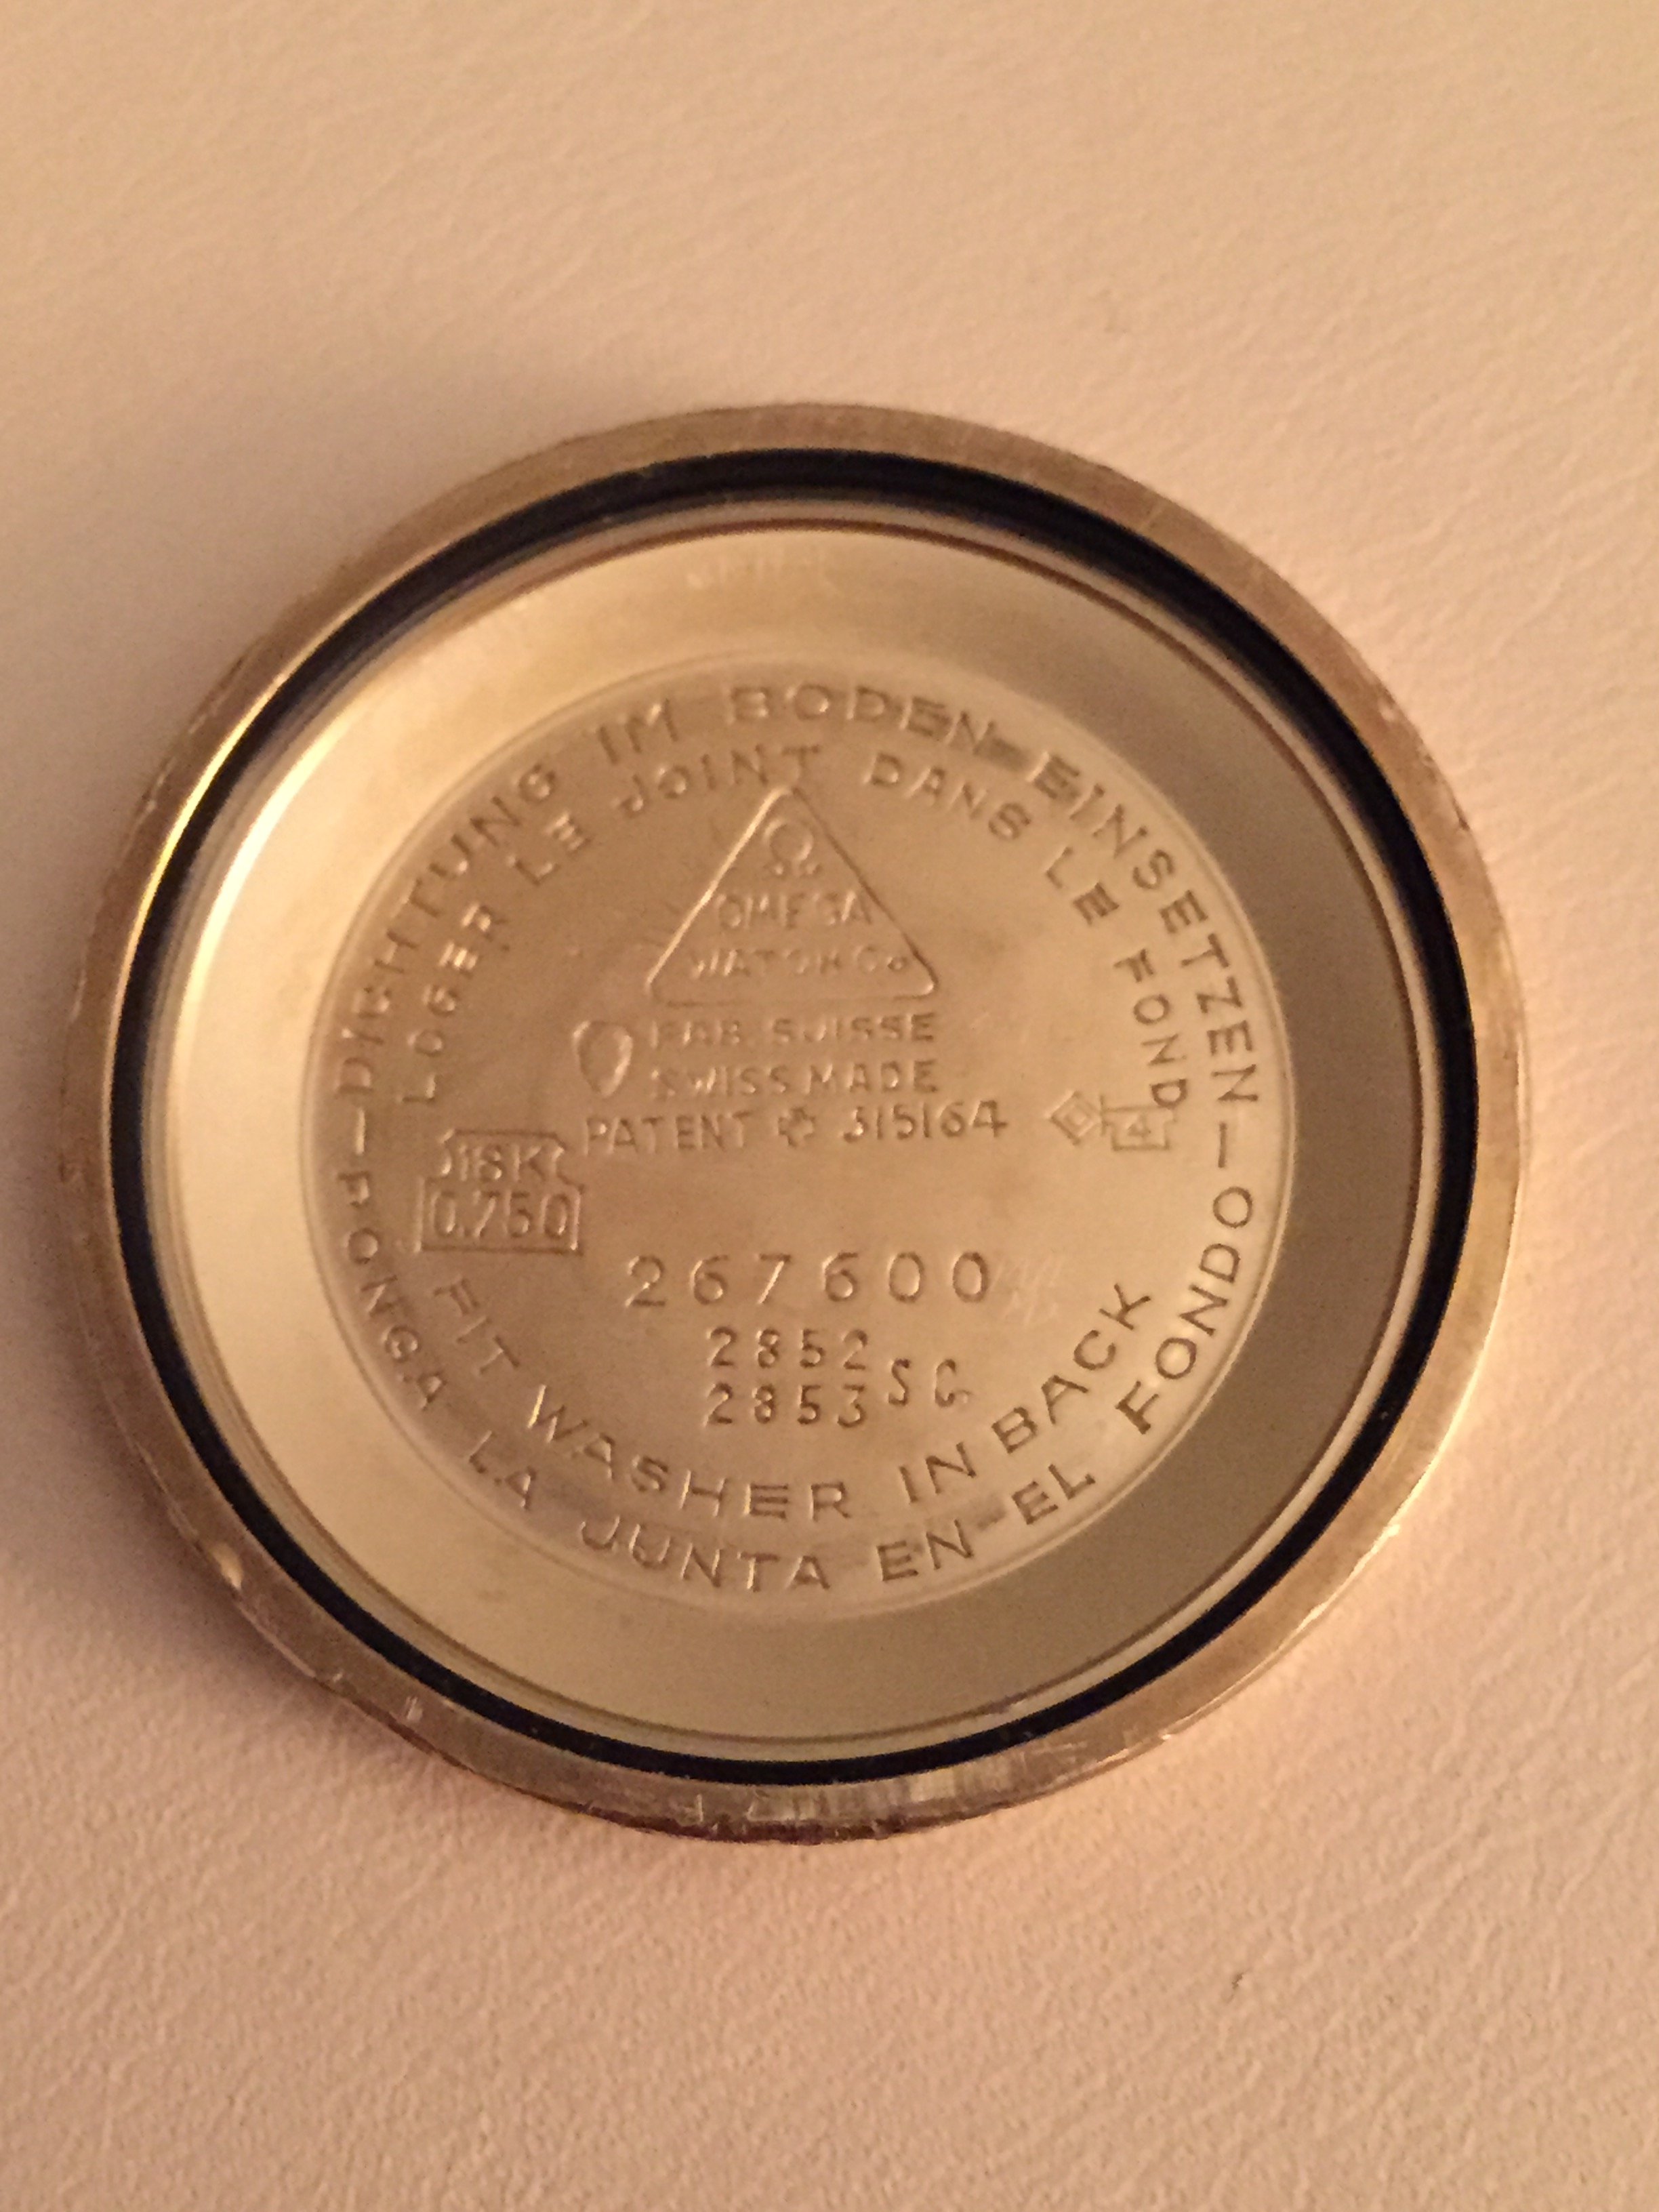 DICHTUNG IM BODEN EINSETZEN
LOGER LE JOINT DANS LE FOND
Ω
OMEGA
WATCH Co
FAB. SUISSE
SWISS MADE
PATENT 315164
18K
0.750
267600
2852
2853 SC
FIT WASHER IN BACK
PONGA LA JUNTA EN-EL FONDO